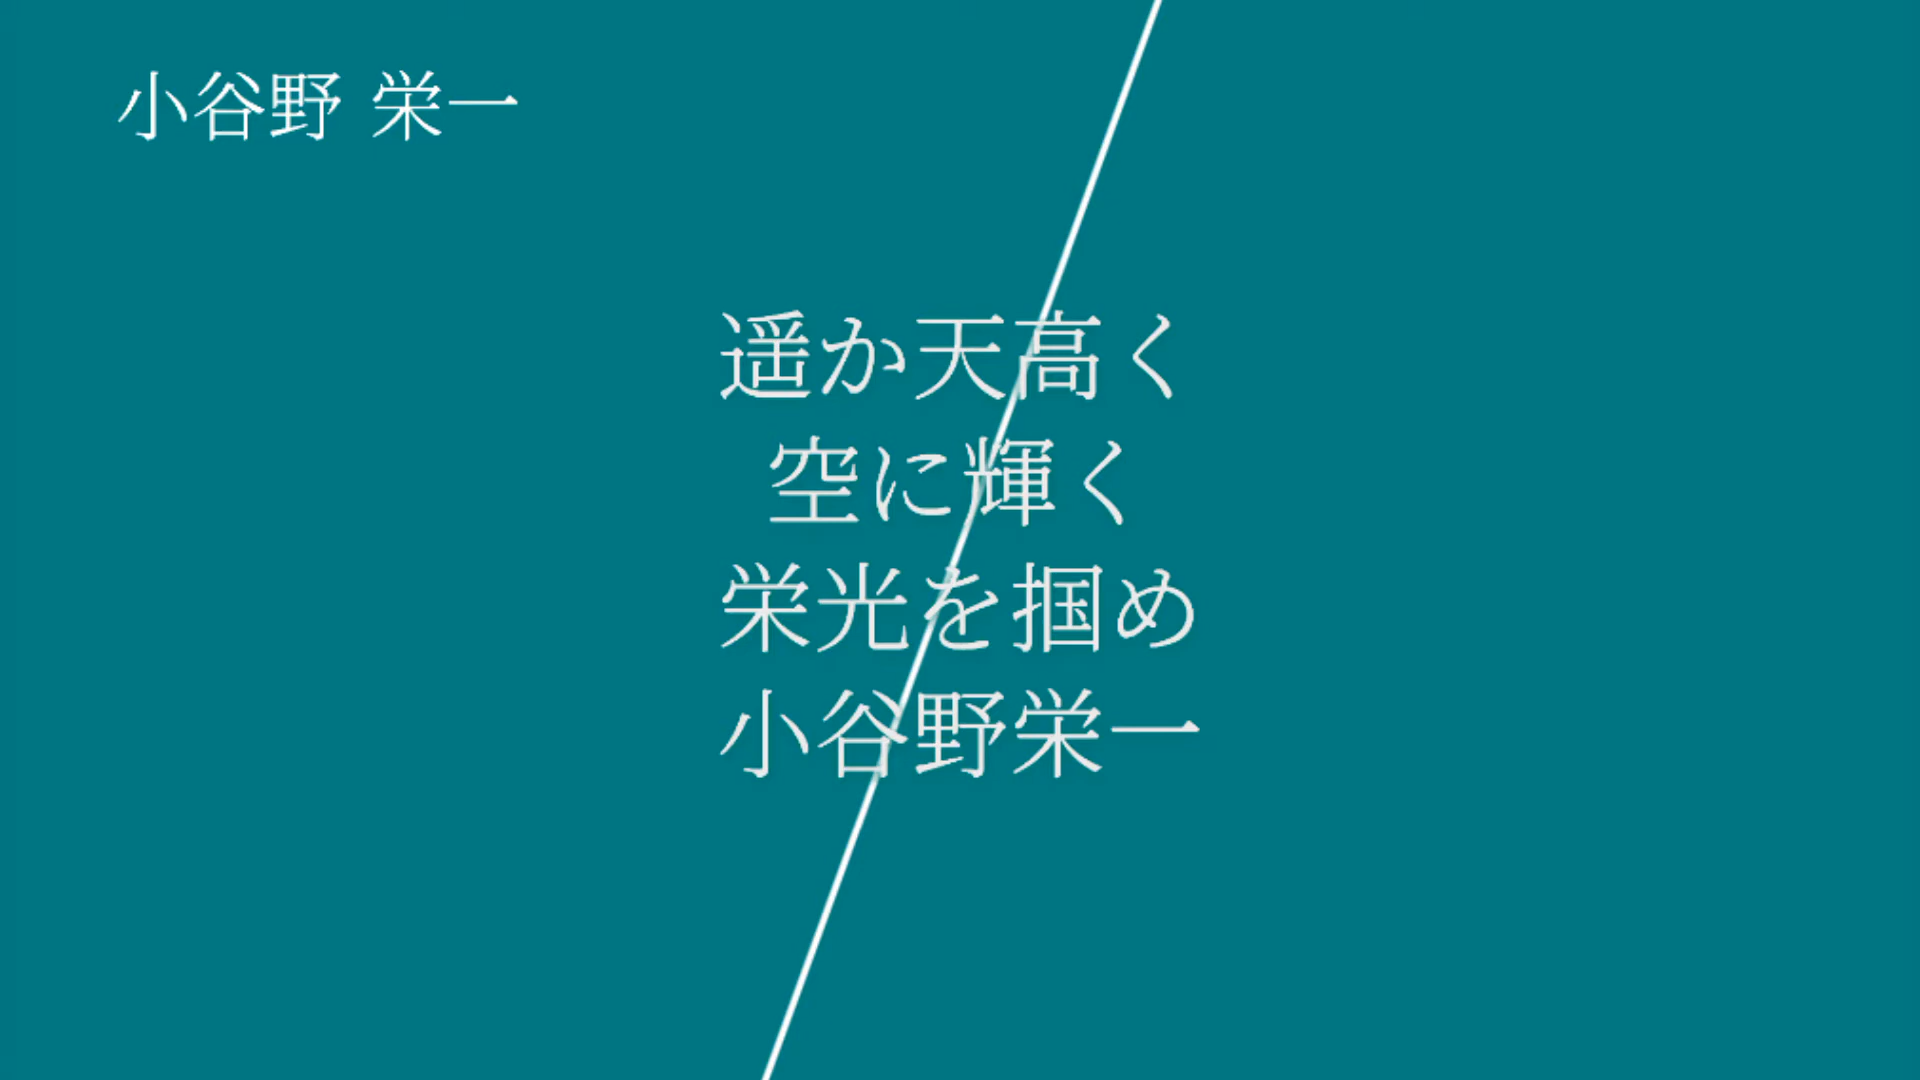 小谷野 栄一
遥か天高く
空に輝く
栄光を掴め
小谷野栄一